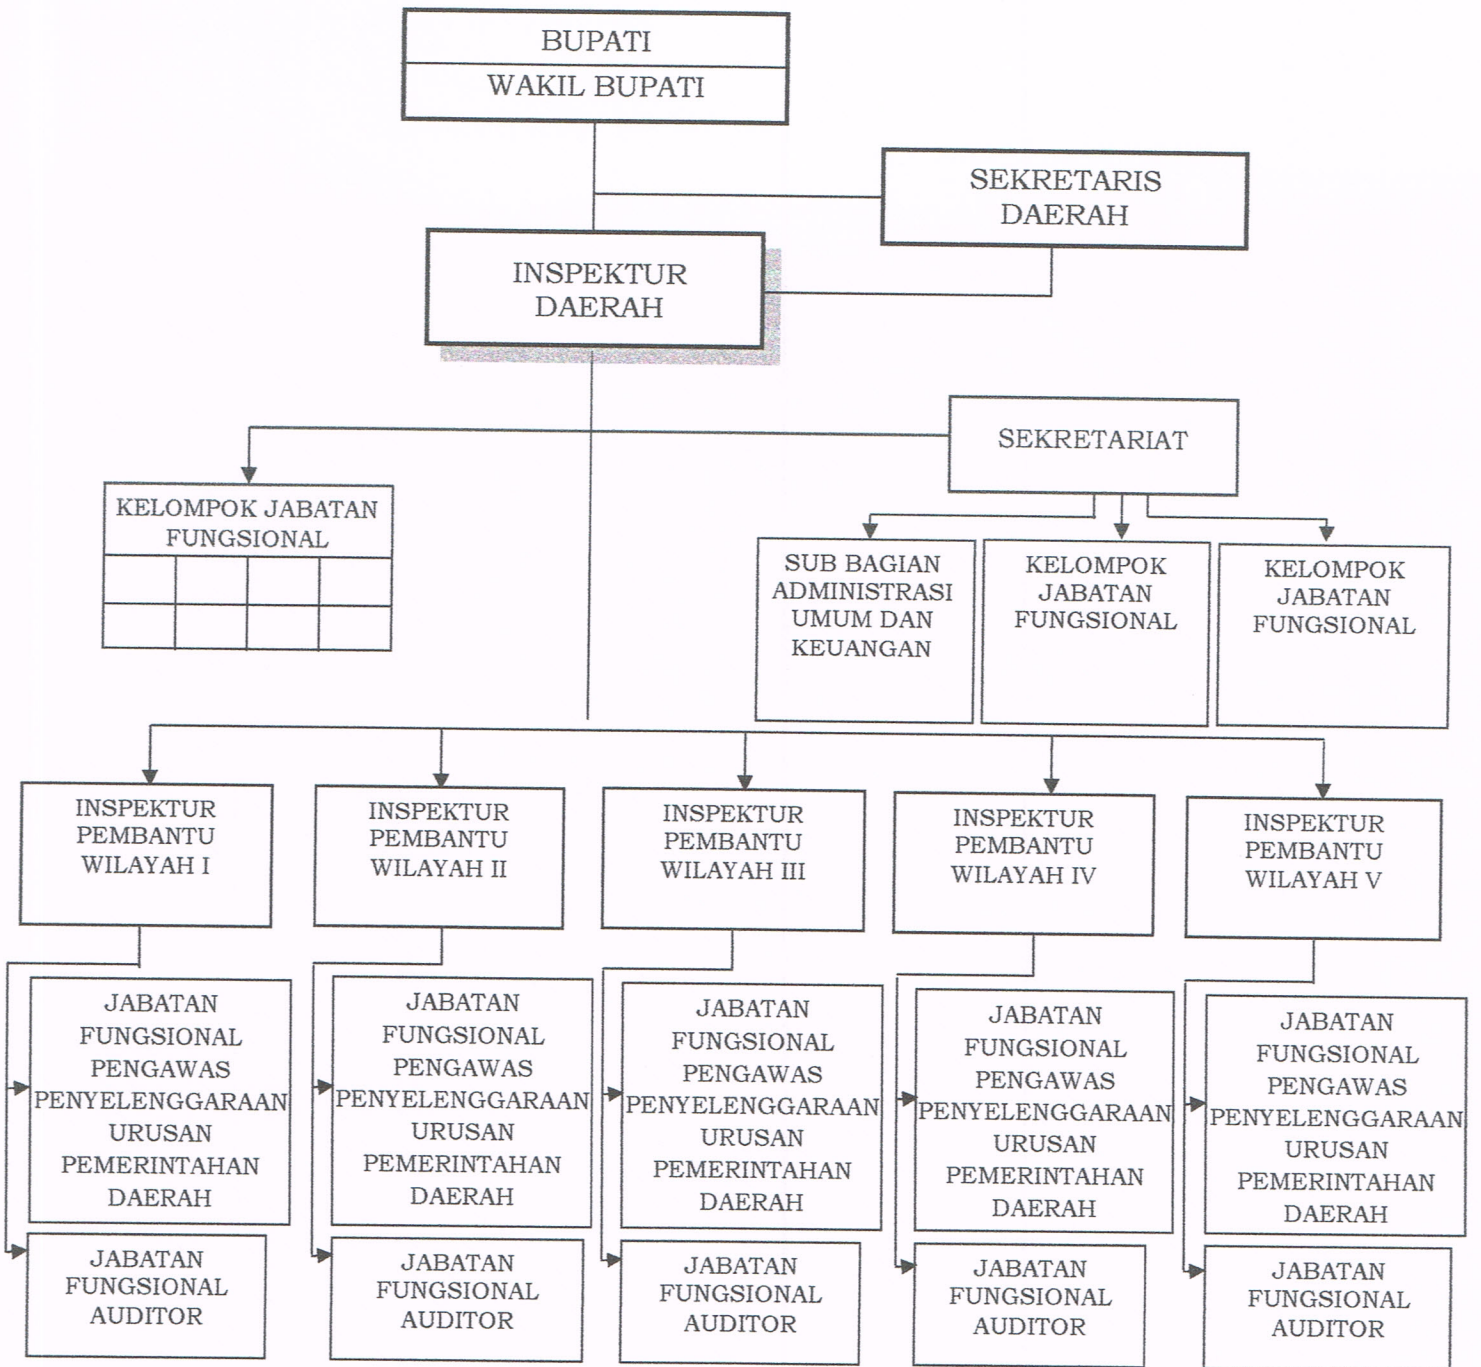 BUPATI
WAKIL BUPATI
SEKRETARIS
DAERAH
INSPEKTUR
DAERAH
SEKRETARIAT
KELOMPOK JABATAN
FUNGSIONAL
SUB BAGIAN
ADMINISTRASI
UMUM DAN
KEUANGAN
KELOMPOK
JABATAN
FUNGSIONAL
KELOMPOK
JABATAN
FUNGSIONAL
INSPEKTUR
PEMBANTU
WILAYAH I
INSPEKTUR
PEMBANTU
WILAYAH II
INSPEKTUR
PEMBANTU
WILAYAH III
INSPEKTUR
PEMBANTU
WILAYAH IV
INSPEKTUR
PEMBANTU
WILAYAH V
JABATAN
FUNGSIONAL
PENGAWAS
PENYELENGGARAAN
URUSAN
PEMERINTAHAN
DAERAH
JABATAN
FUNGSIONAL
PENGAWAS
PENYELENGGARAAN
URUSAN
PEMERINTAHAN
DAERAH
JABATAN
FUNGSIONAL
PENGAWAS
PENYELENGGARAAN
URUSAN
PEMERINTAHAN
DAERAH
JABATAN
FUNGSIONAL
PENGAWAS
PENYELENGGARAAN
URUSAN
PEMERINTAHAN
DAERAH
JABATAN
FUNGSIONAL
PENGAWAS
PENYELENGGARAAN
URUSAN
PEMERINTAHAN
DAERAH
JABATAN
FUNGSIONAL
AUDITOR
JABATAN
FUNGSIONAL
AUDITOR
JABATAN
FUNGSIONAL
AUDITOR
JABATAN
FUNGSIONAL
AUDITOR
JABATAN
FUNGSIONAL
AUDITOR